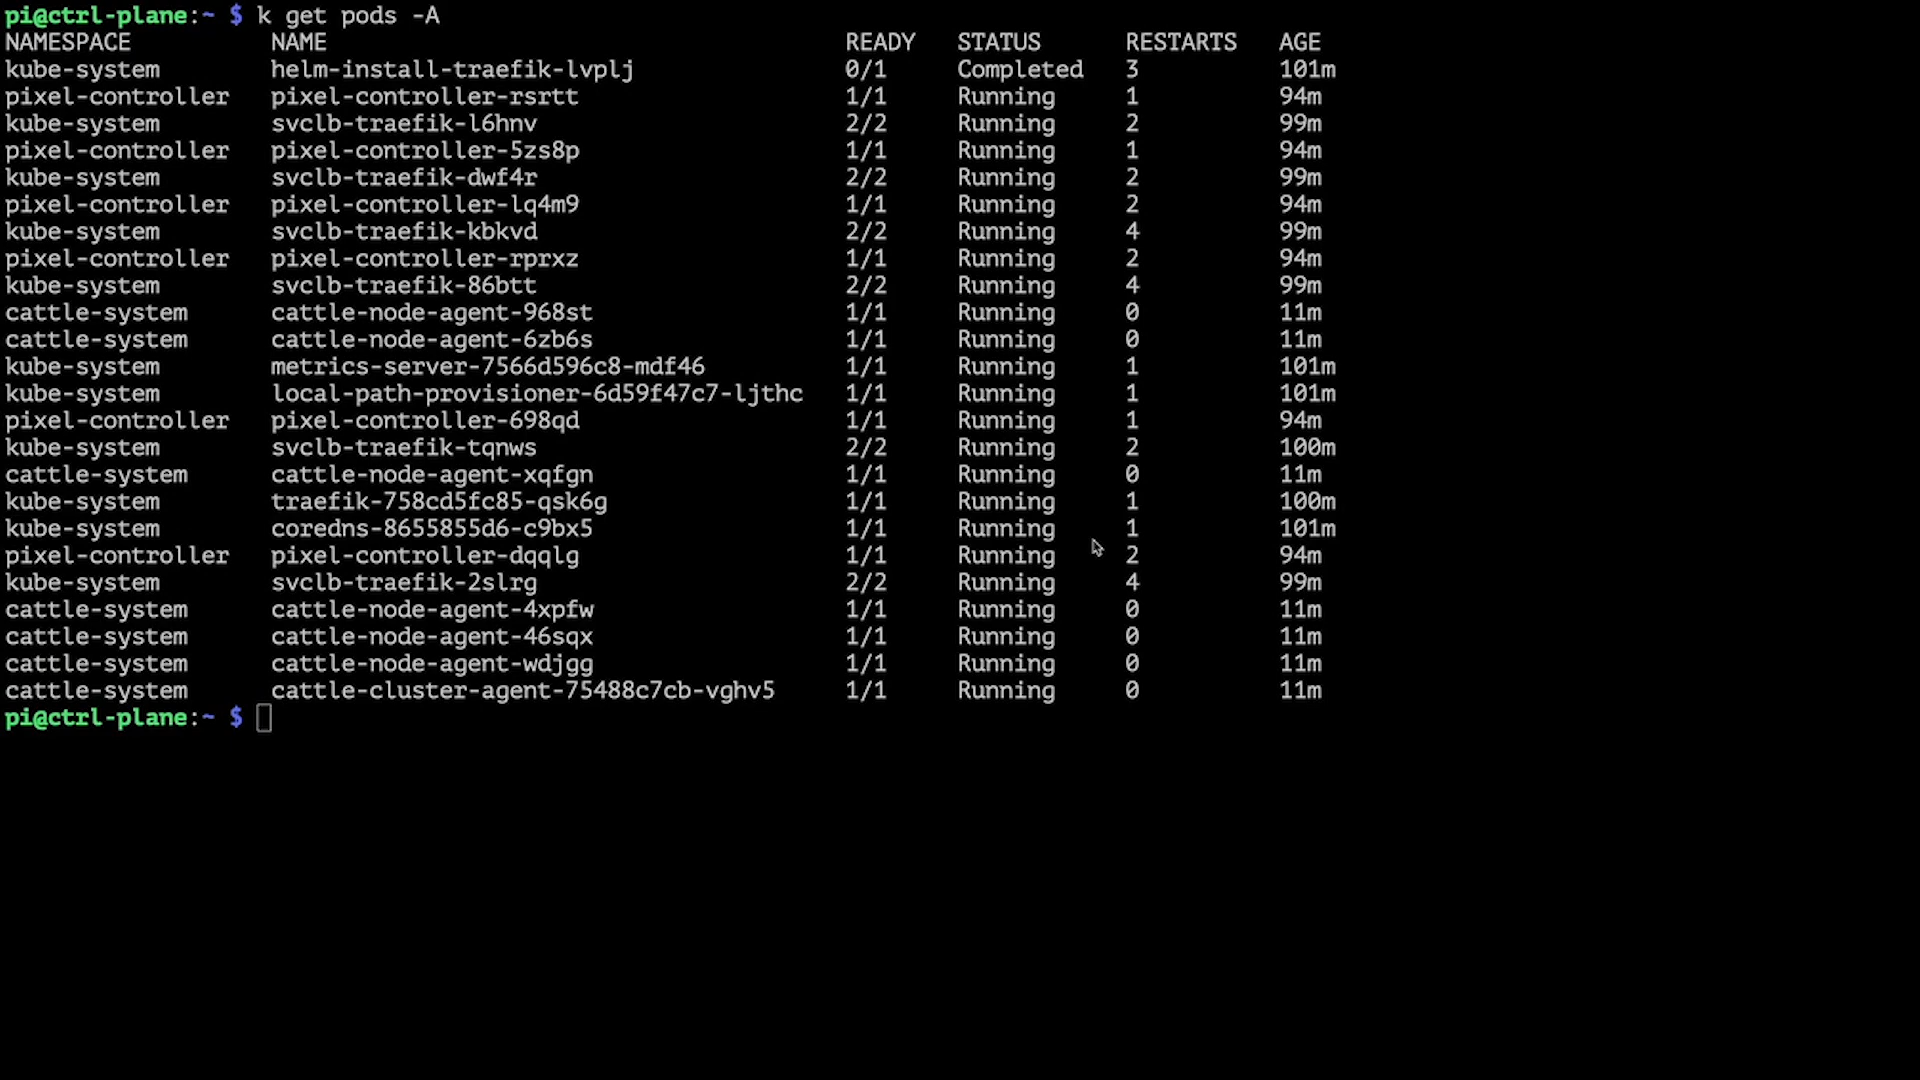 pi@ctrl-plane:~ $ k get pods -A
NAMESPACE NAME READY STATUS RESTARTS AGE
kube-system helm-install-traefik-lvplj 0/1 Completed 3 101m
pixel-controller pixel-controller-rsrtt 1/1 Running 1 94m
kube-system svclb-traefik-l6hnv 2/2 Running 2 99m
pixel-controller pixel-controller-5zs8p 1/1 Running 1 94m
kube-system svclb-traefik-dwf4r 2/2 Running 2 99m
pixel-controller pixel-controller-lq4m9 1/1 Running 2 94m
kube-system svclb-traefik-kbkvd 2/2 Running 4 99m
pixel-controller pixel-controller-rprxz 1/1 Running 2 94m
kube-system svclb-traefik-86btt 2/2 Running 4 99m
cattle-system cattle-node-agent-968st 1/1 Running 0 11m
cattle-system cattle-node-agent-6zb6s 1/1 Running 0 11m
kube-system metrics-server-7566d596c8-mdf46 1/1 Running 1 101m
kube-system local-path-provisioner-6d59f47c7-ljthc 1/1 Running 1 101m
pixel-controller pixel-controller-698qd 1/1 Running 1 94m
kube-system svclb-traefik-tqnws 2/2 Running 2 100m
cattle-system cattle-node-agent-xqfgn 1/1 Running 0 11m
kube-system traefik-758cd5fc85-qsk6g 1/1 Running 1 100m
kube-system coredns-8655855d6-c9bx5 1/1 Running 1 101m
pixel-controller pixel-controller-dqqlg 1/1 Running 2 94m
kube-system svclb-traefik-2slrg 2/2 Running 4 99m
cattle-system cattle-node-agent-4xpfw 1/1 Running 0 11m
cattle-system cattle-node-agent-46sqx 1/1 Running 0 11m
cattle-system cattle-node-agent-wdjgg 1/1 Running 0 11m
cattle-system cattle-cluster-agent-75488c7cb-vghv5 1/1 Running 0 11m
pi@ctrl-plane:~ $